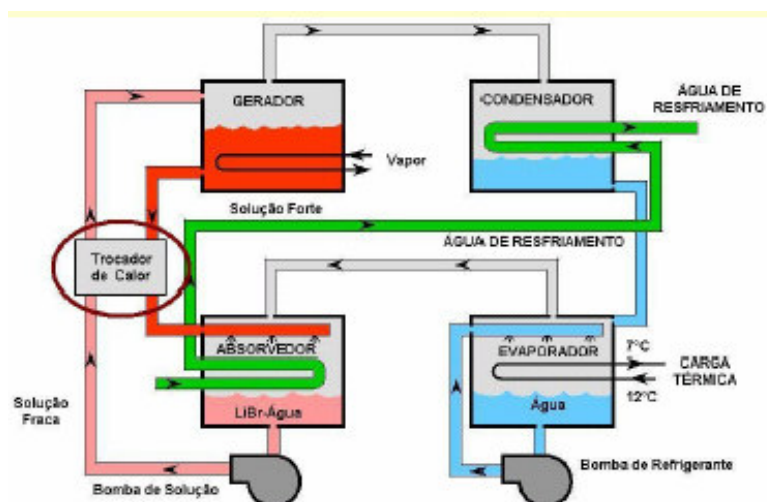 GERADOR
CONDENSADOR
ÁGUA DE
RESFRIAMENTO
Vapor
Solução Forte
ÁGUA DE RESFRIAMENTO
Trocador
de Calor
ABSORVEDOR
EVAPORADOR
7°C
CARGA
TÉRMICA
12°C
Solução
Fraca
LiBr-Água
Água
Bomba de Solução
Bomba de Refrigerante